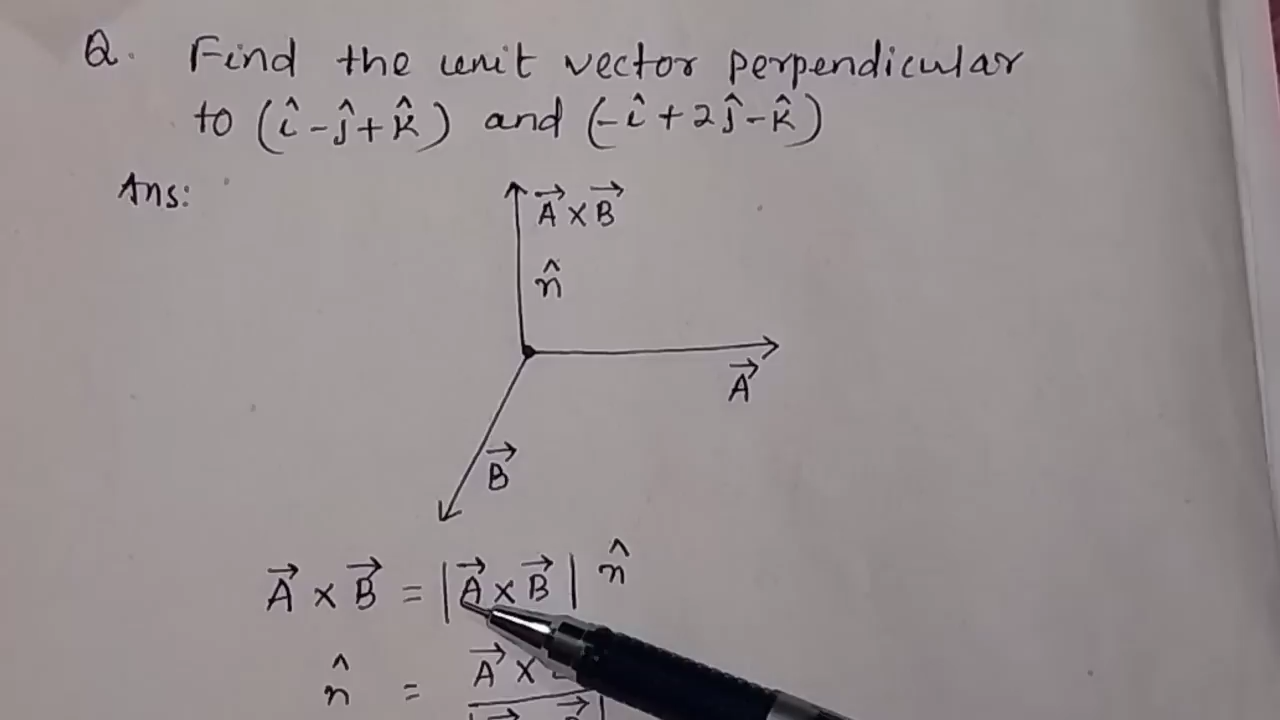 Q. Find the unit vector perpendicular
to (î - ĵ + k̂) and (-î + 2ĵ - k̂)
Ans:
A⃗ × B⃗
n̂
A⃗
B⃗
A⃗ × B⃗ = |A⃗ × B⃗| n̂
n̂ = A⃗ ×